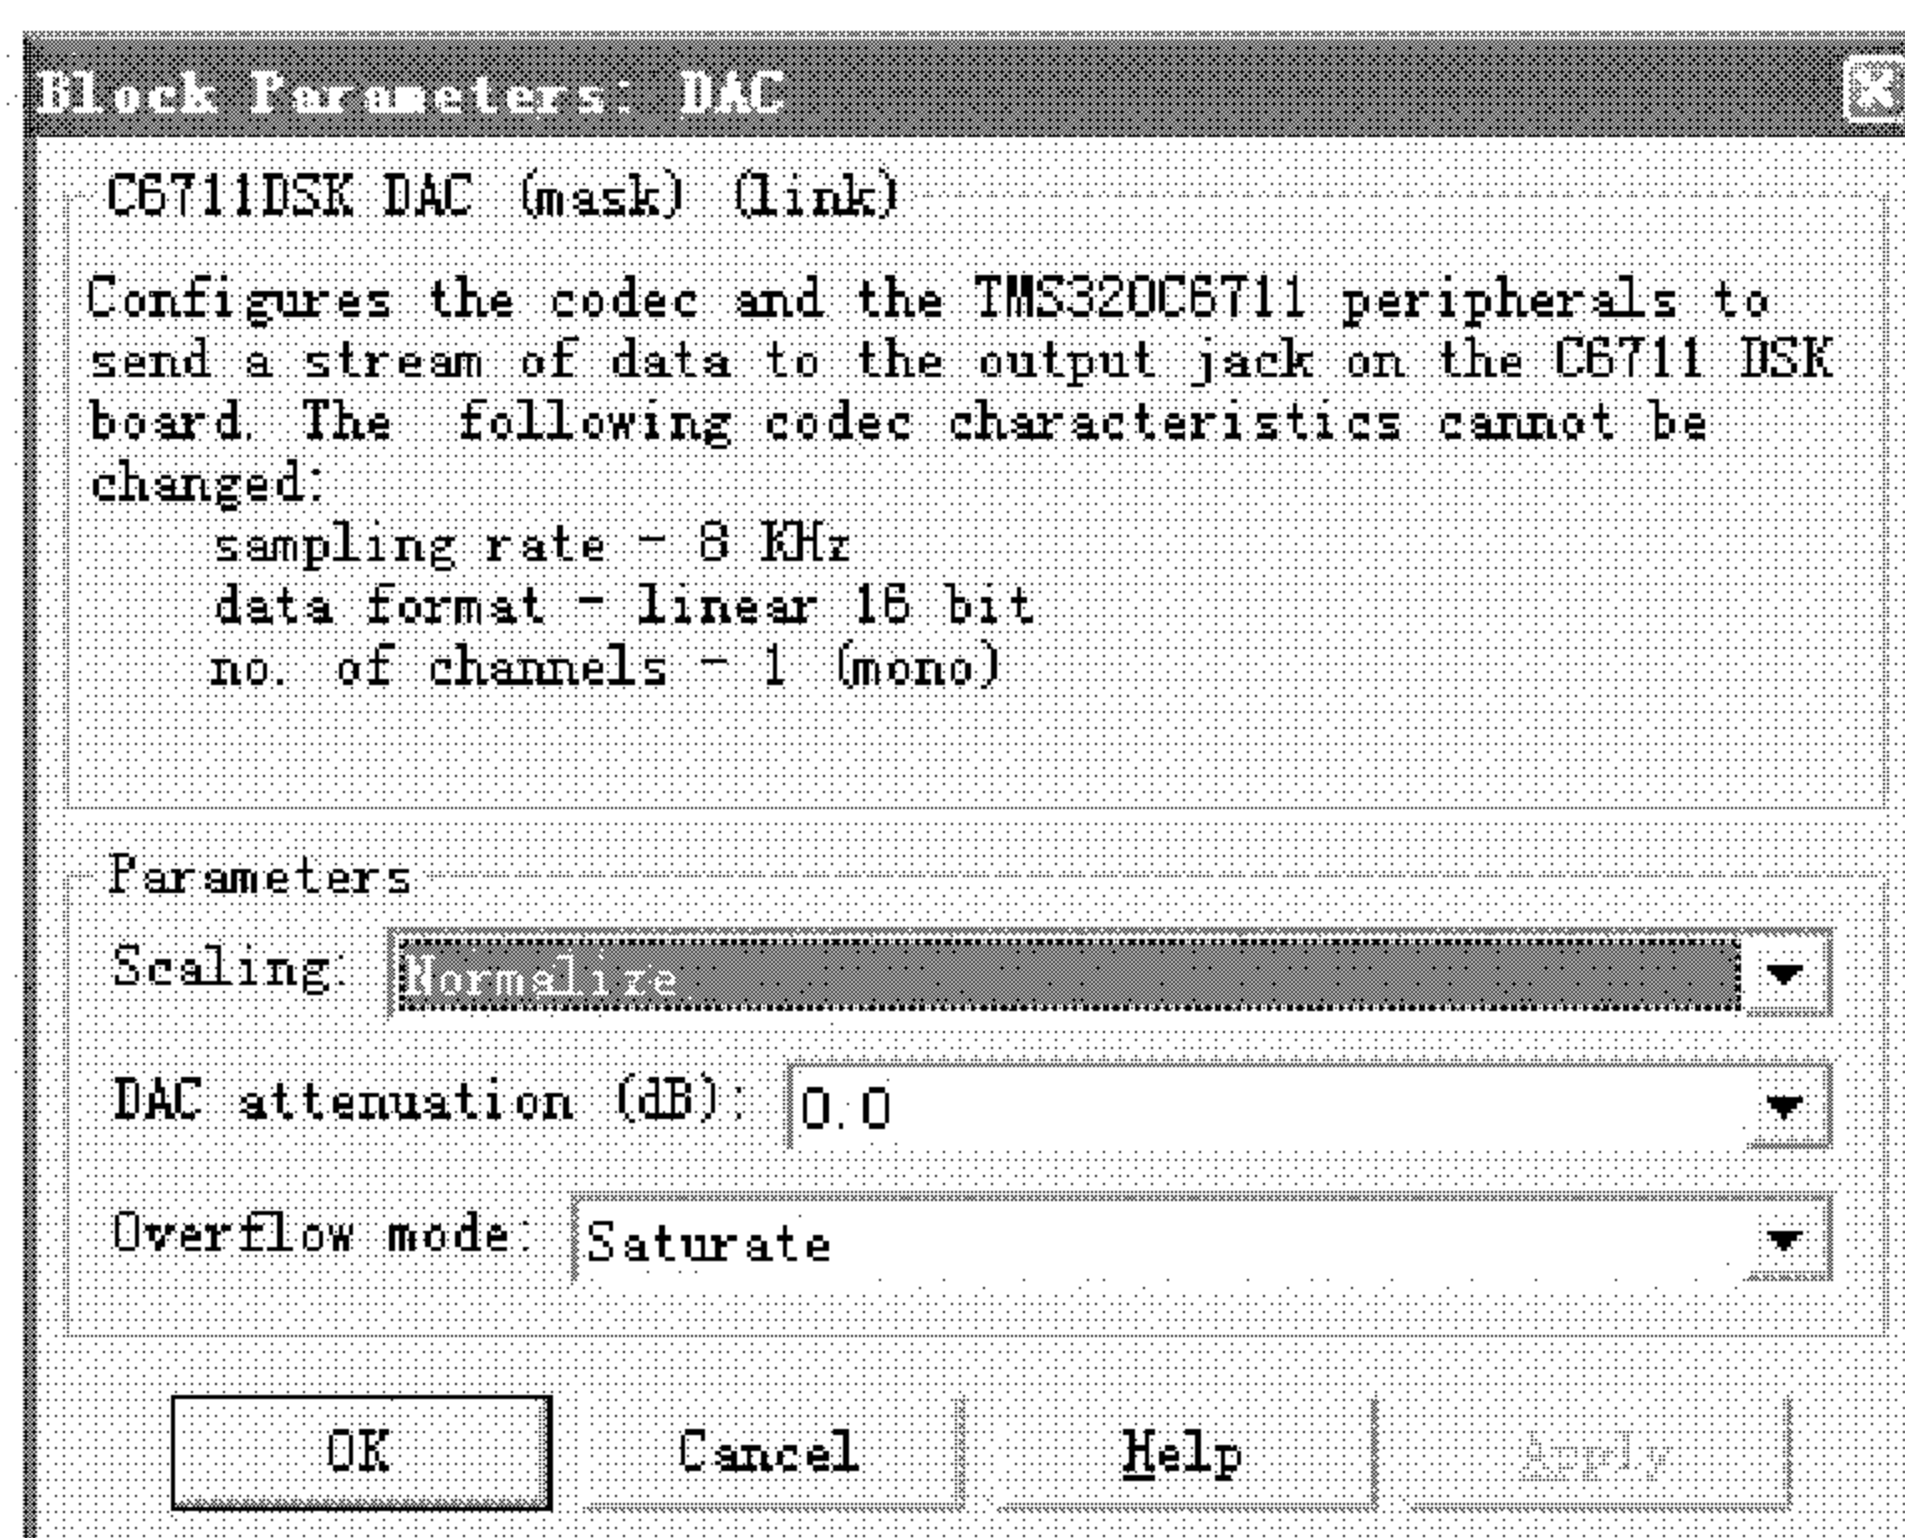 Block Parameters: DAC
C6711DSK DAC (mask) (link)
Configures the codec and the TMS320C6711 peripherals to
send a stream of data to the output jack on the C6711 DSK
board. The following codec characteristics cannot be
changed:
sampling rate - 8 KHz
data format - linear 16 bit
no. of channels - 1 (mono)
Parameters
Scaling: Normalize
DAC attenuation (dB): 0.0
Overflow mode: Saturate
OK Cancel Help Apply